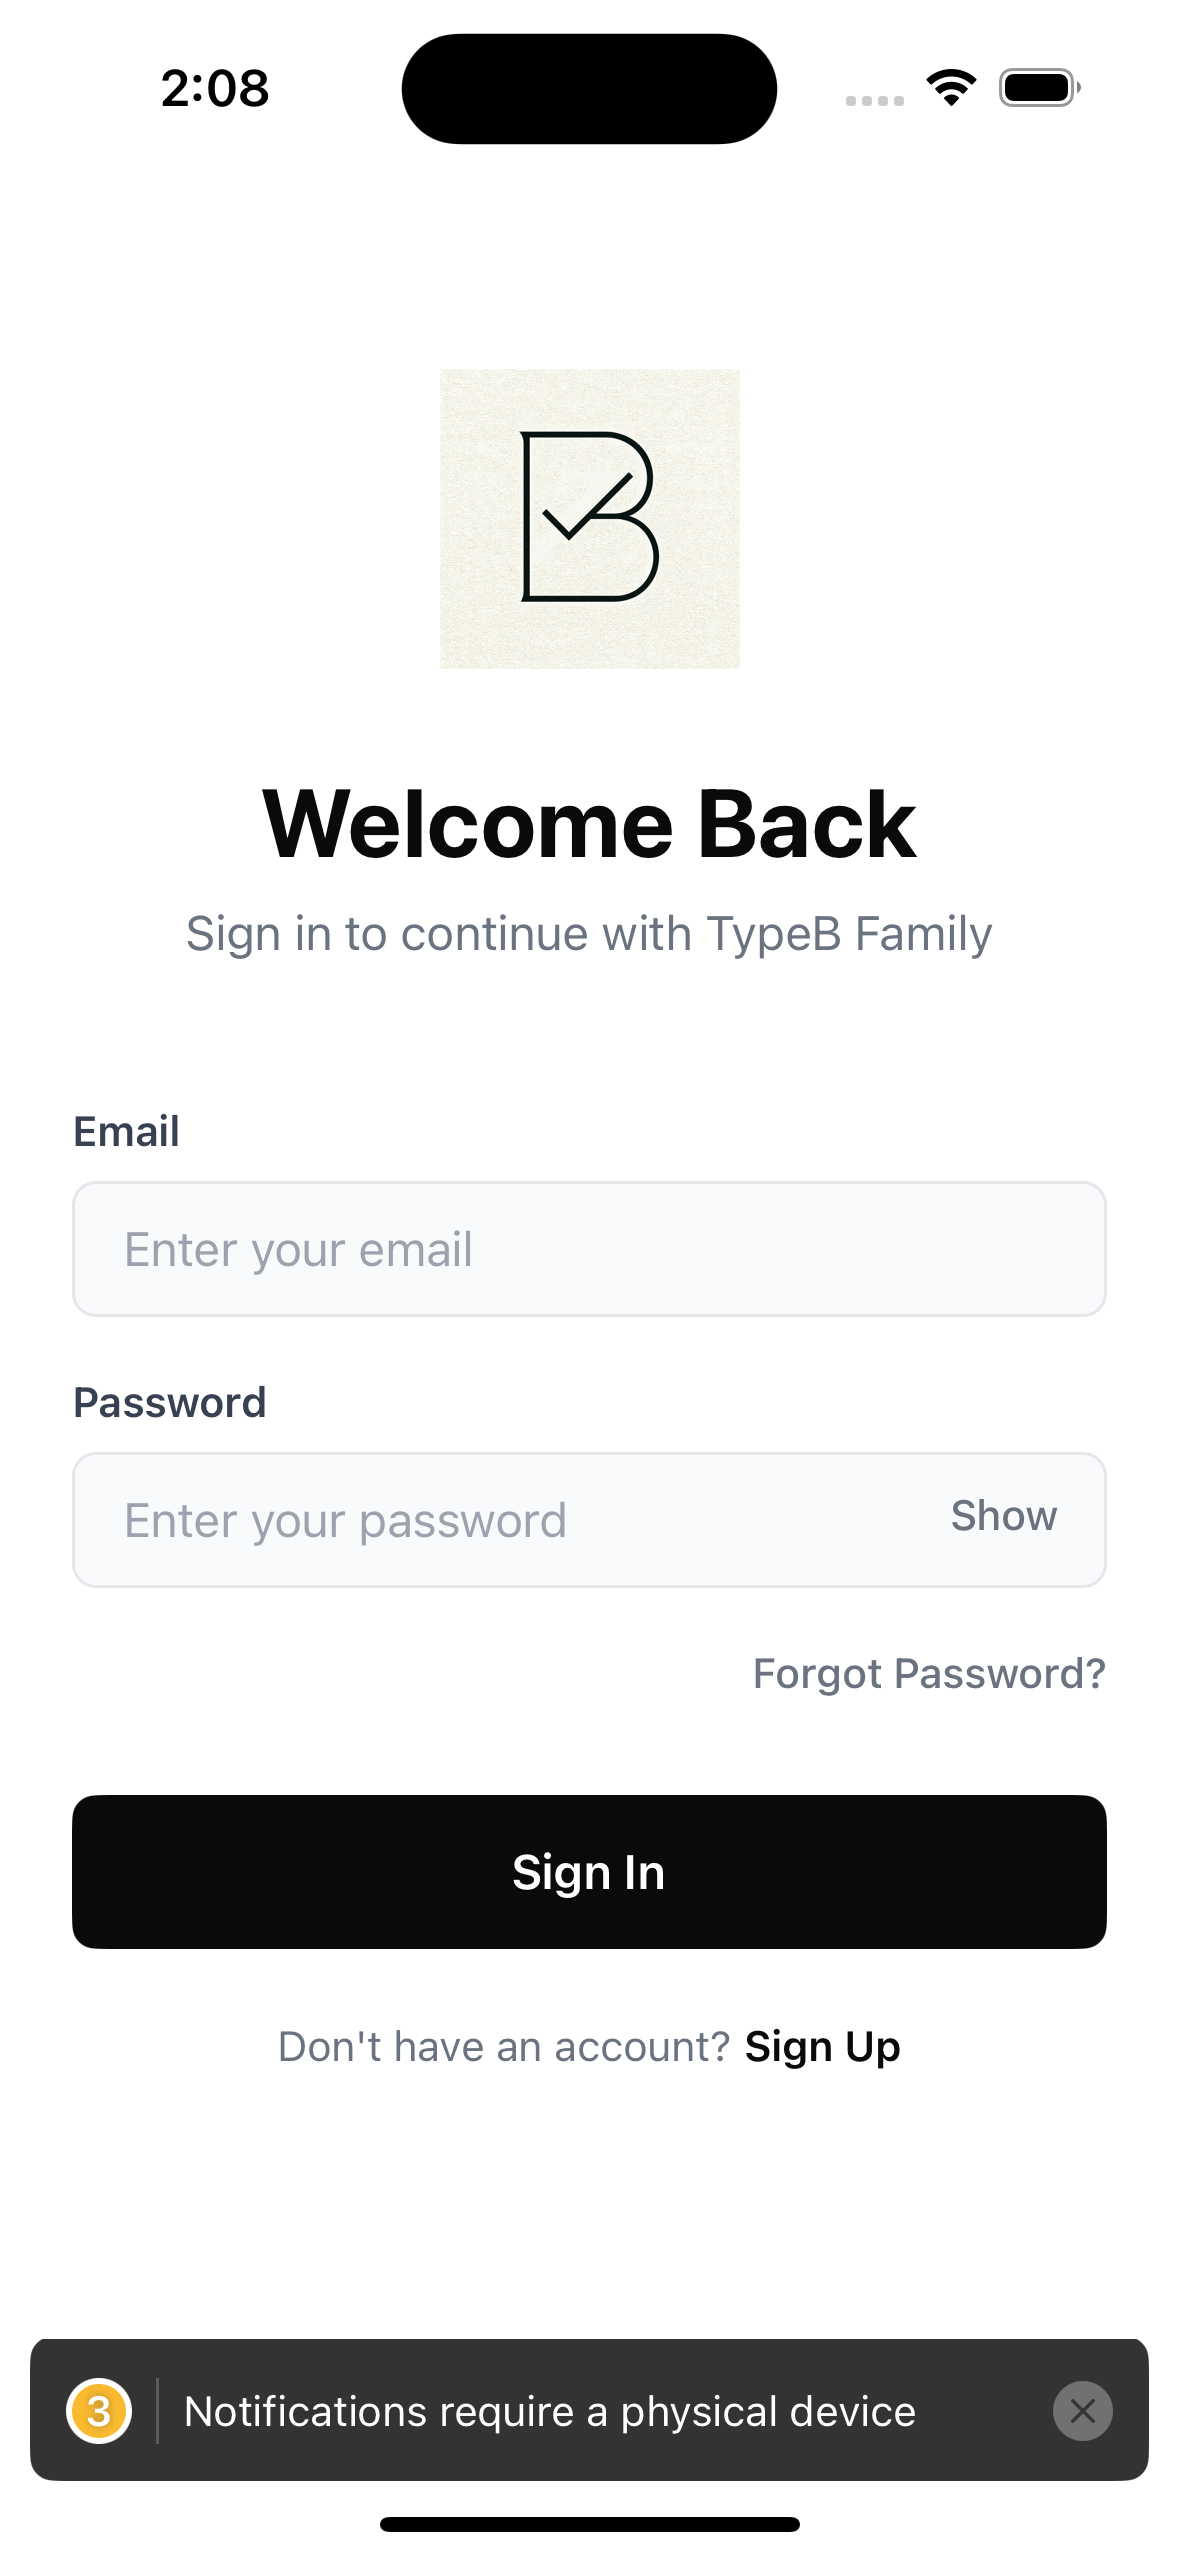 2:08
B
Welcome Back
Sign in to continue with TypeB Family
Email
Enter your email
Password
Enter your password
Show
Forgot Password?
Sign In
Don't have an account? Sign Up
3
Notifications require a physical device